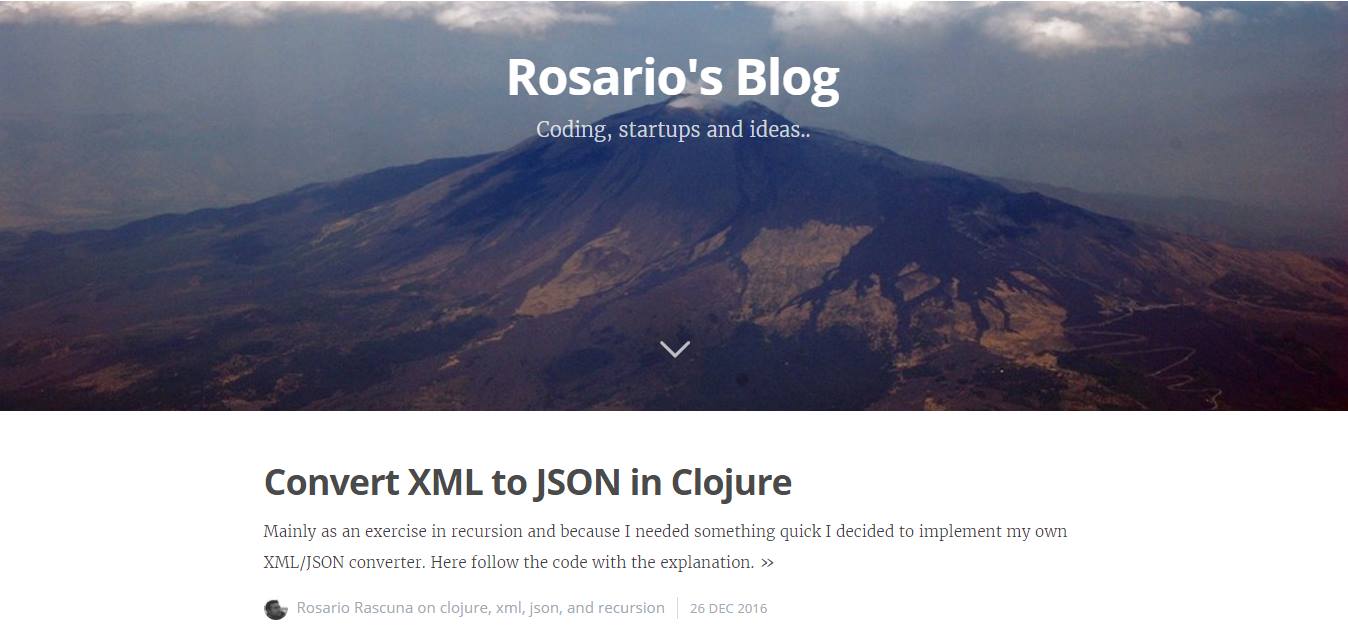 Rosario's Blog
Coding, startups and ideas..
Convert XML to JSON in Clojure
Mainly as an exercise in recursion and because I needed something quick I decided to implement my own
XML/JSON converter. Here follow the code with the explanation. »
Rosario Rascuna on clojure, xml, json, and recursion 26 DEC 2016